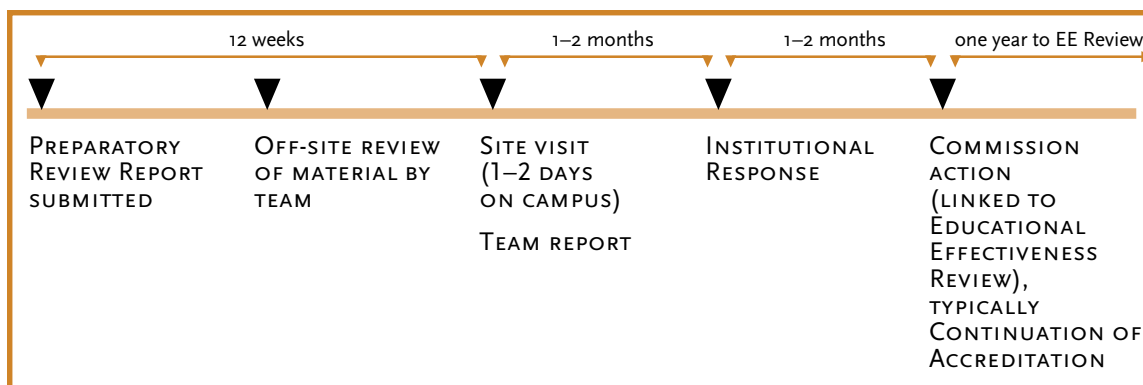 12 weeks
1–2 months
1–2 months
one year to EE Review
Preparatory
Review Report
submitted
Off-site review
of material by
team
Site visit
(1–2 days
on campus)
Team report
Institutional
Response
Commission
action
(linked to
Educational
Effectiveness
Review),
typically
Continuation of
Accreditation